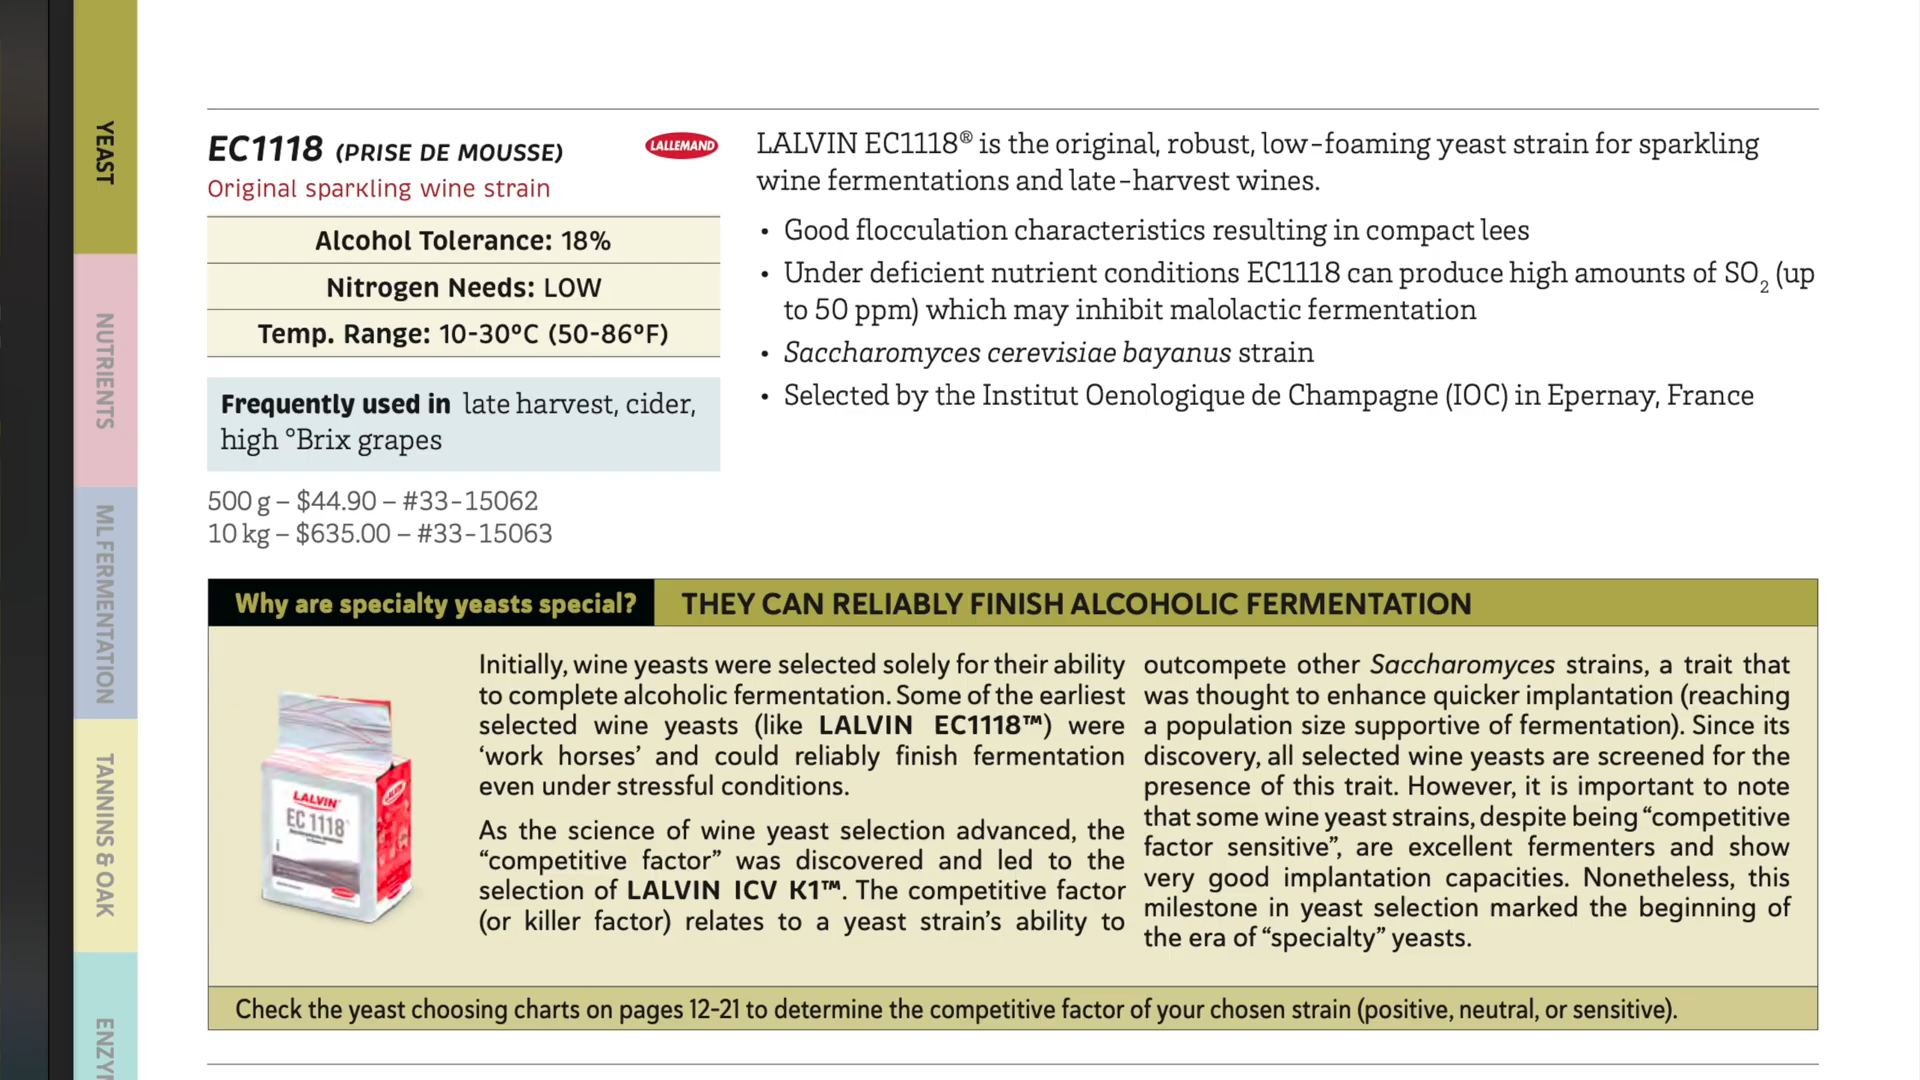 YEAST
NUTRIENTS
ML FERMENTATION
TANNINS & OAK
EC1118 (PRISE DE MOUSSE)
LALLEMAND
Original sparkling wine strain
Alcohol Tolerance: 18%
Nitrogen Needs: LOW
Temp. Range: 10-30°C (50-86°F)
Frequently used in late harvest, cider,
high °Brix grapes
500 g – $44.90 – #33-15062
10 kg – $635.00 – #33-15063
LALVIN EC1118® is the original, robust, low-foaming yeast strain for sparkling
wine fermentations and late-harvest wines.
• Good flocculation characteristics resulting in compact lees
• Under deficient nutrient conditions EC1118 can produce high amounts of SO₂ (up
to 50 ppm) which may inhibit malolactic fermentation
• Saccharomyces cerevisiae bayanus strain
• Selected by the Institut Oenologique de Champagne (IOC) in Epernay, France
Why are specialty yeasts special?
THEY CAN RELIABLY FINISH ALCOHOLIC FERMENTATION
LALVIN
EC 1118
Initially, wine yeasts were selected solely for their ability
to complete alcoholic fermentation. Some of the earliest
selected wine yeasts (like LALVIN EC1118™) were
‘work horses’ and could reliably finish fermentation
even under stressful conditions.
As the science of wine yeast selection advanced, the
“competitive factor” was discovered and led to the
selection of LALVIN ICV K1™. The competitive factor
(or killer factor) relates to a yeast strain’s ability to
outcompete other Saccharomyces strains, a trait that
was thought to enhance quicker implantation (reaching
a population size supportive of fermentation). Since its
discovery, all selected wine yeasts are screened for the
presence of this trait. However, it is important to note
that some wine yeast strains, despite being “competitive
factor sensitive”, are excellent fermenters and show
very good implantation capacities. Nonetheless, this
milestone in yeast selection marked the beginning of
the era of “specialty” yeasts.
Check the yeast choosing charts on pages 12-21 to determine the competitive factor of your chosen strain (positive, neutral, or sensitive).